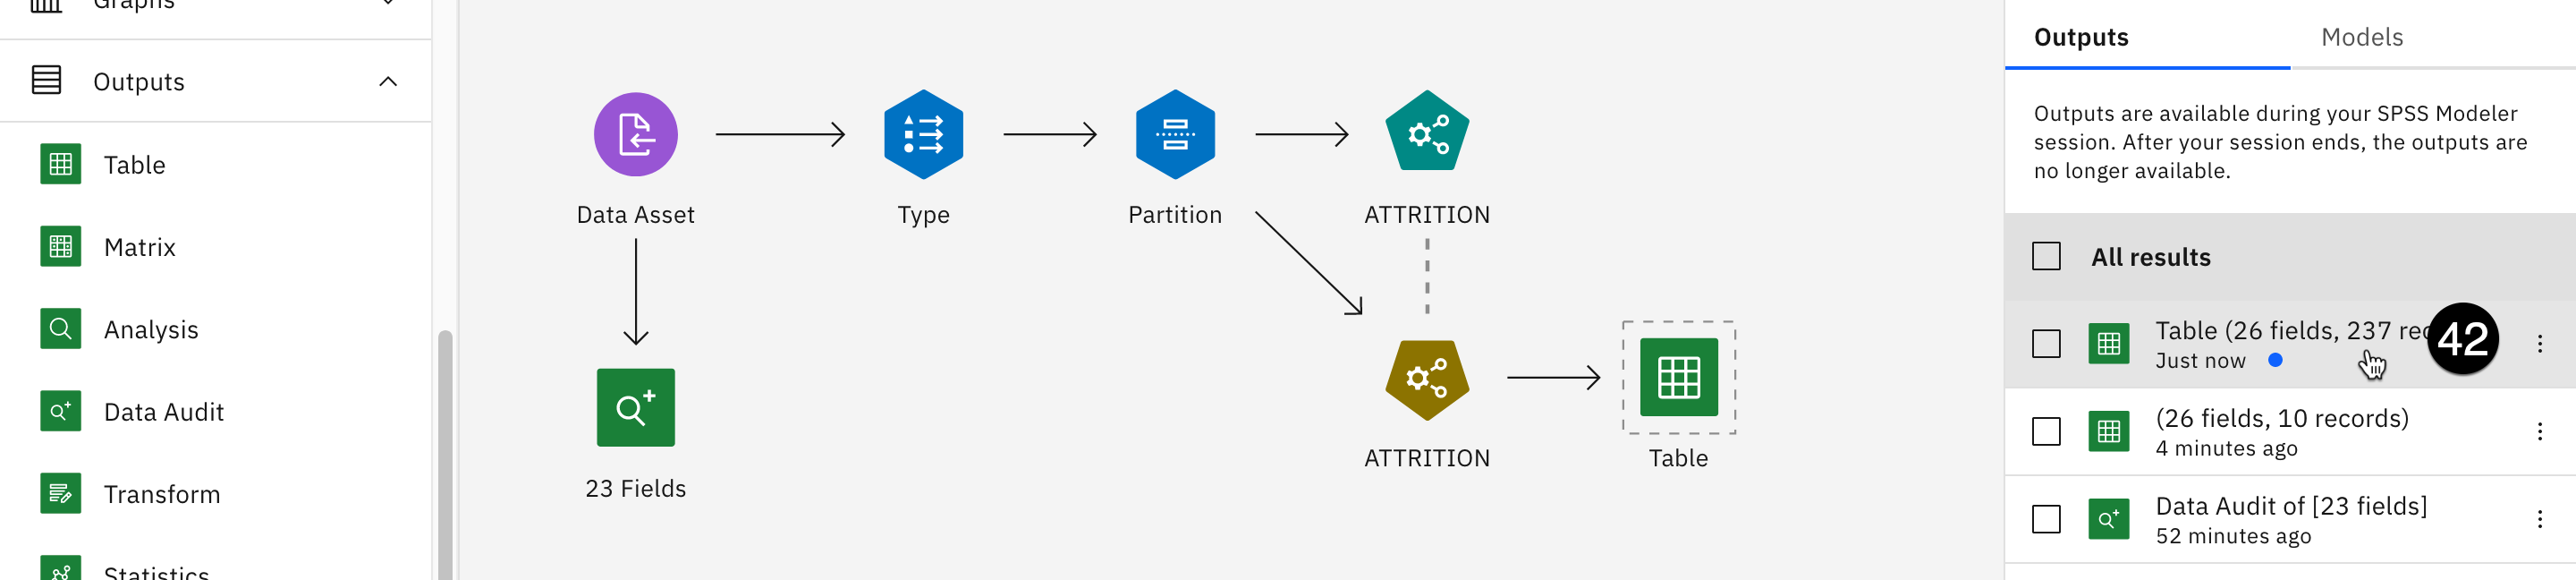 Graphs
Outputs
Table
Matrix
Analysis
Data Audit
Transform
Statistics
Data Asset
Type
Partition
ATTRITION
23 Fields
ATTRITION
Table
Outputs
Models
Outputs are available during your SPSS Modeler
session. After your session ends, the outputs are
no longer available.
All results
Table (26 fields, 237 rec
42
Just now
(26 fields, 10 records)
4 minutes ago
Data Audit of [23 fields]
52 minutes ago